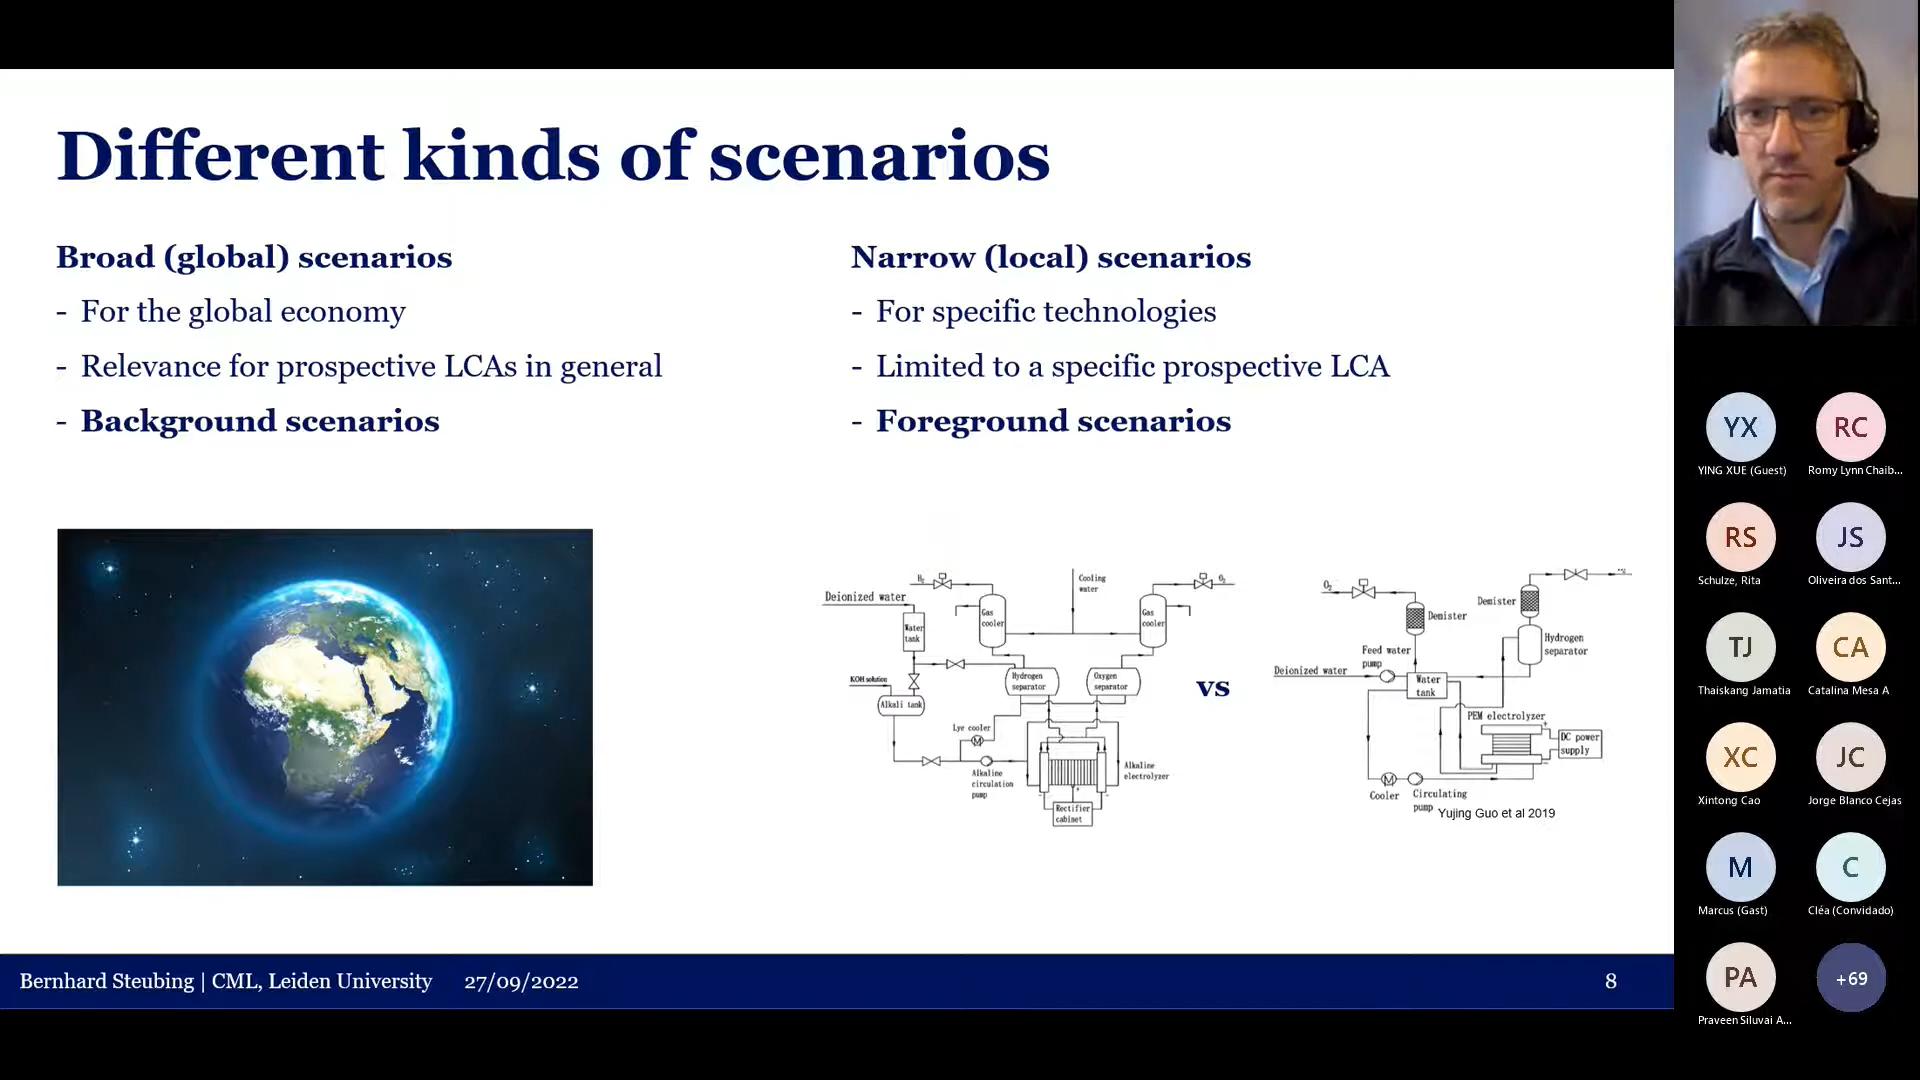 Different kinds of scenarios
Broad (global) scenarios
- For the global economy
- Relevance for prospective LCAs in general
- Background scenarios
Narrow (local) scenarios
- For specific technologies
- Limited to a specific prospective LCA
- Foreground scenarios
H₂
Cooling
water
O₂
Deionized water
Gas
cooler
Gas
cooler
Water
tank
KOH solution
Hydrogen
separator
Oxygen
separator
Alkali tank
Lye cooler
M
Alkaline
circulation
pump
Alkaline
electrolyzer
Rectifier
cabinet
vs
O₂
Demister
Demister
Hydrogen
separator
Feed water
pump
Deionized water
Water
tank
PEM electrolyzer
DC power
supply
M
Cooler
Circulating
pump
Yujing Guo et al 2019
Bernhard Steubing | CML, Leiden University 27/09/2022
8
YX
YING XUE (Guest)
RC
Romy Lynn Chaib...
RS
Schulze, Rita
JS
Oliveira dos Sant...
TJ
Thaiskang Jamatia
CA
Catalina Mesa A
XC
Xintong Cao
JC
Jorge Blanco Cejas
M
Marcus (Gast)
C
Cléa (Convidado)
PA
Praveen Siluvai A...
+69